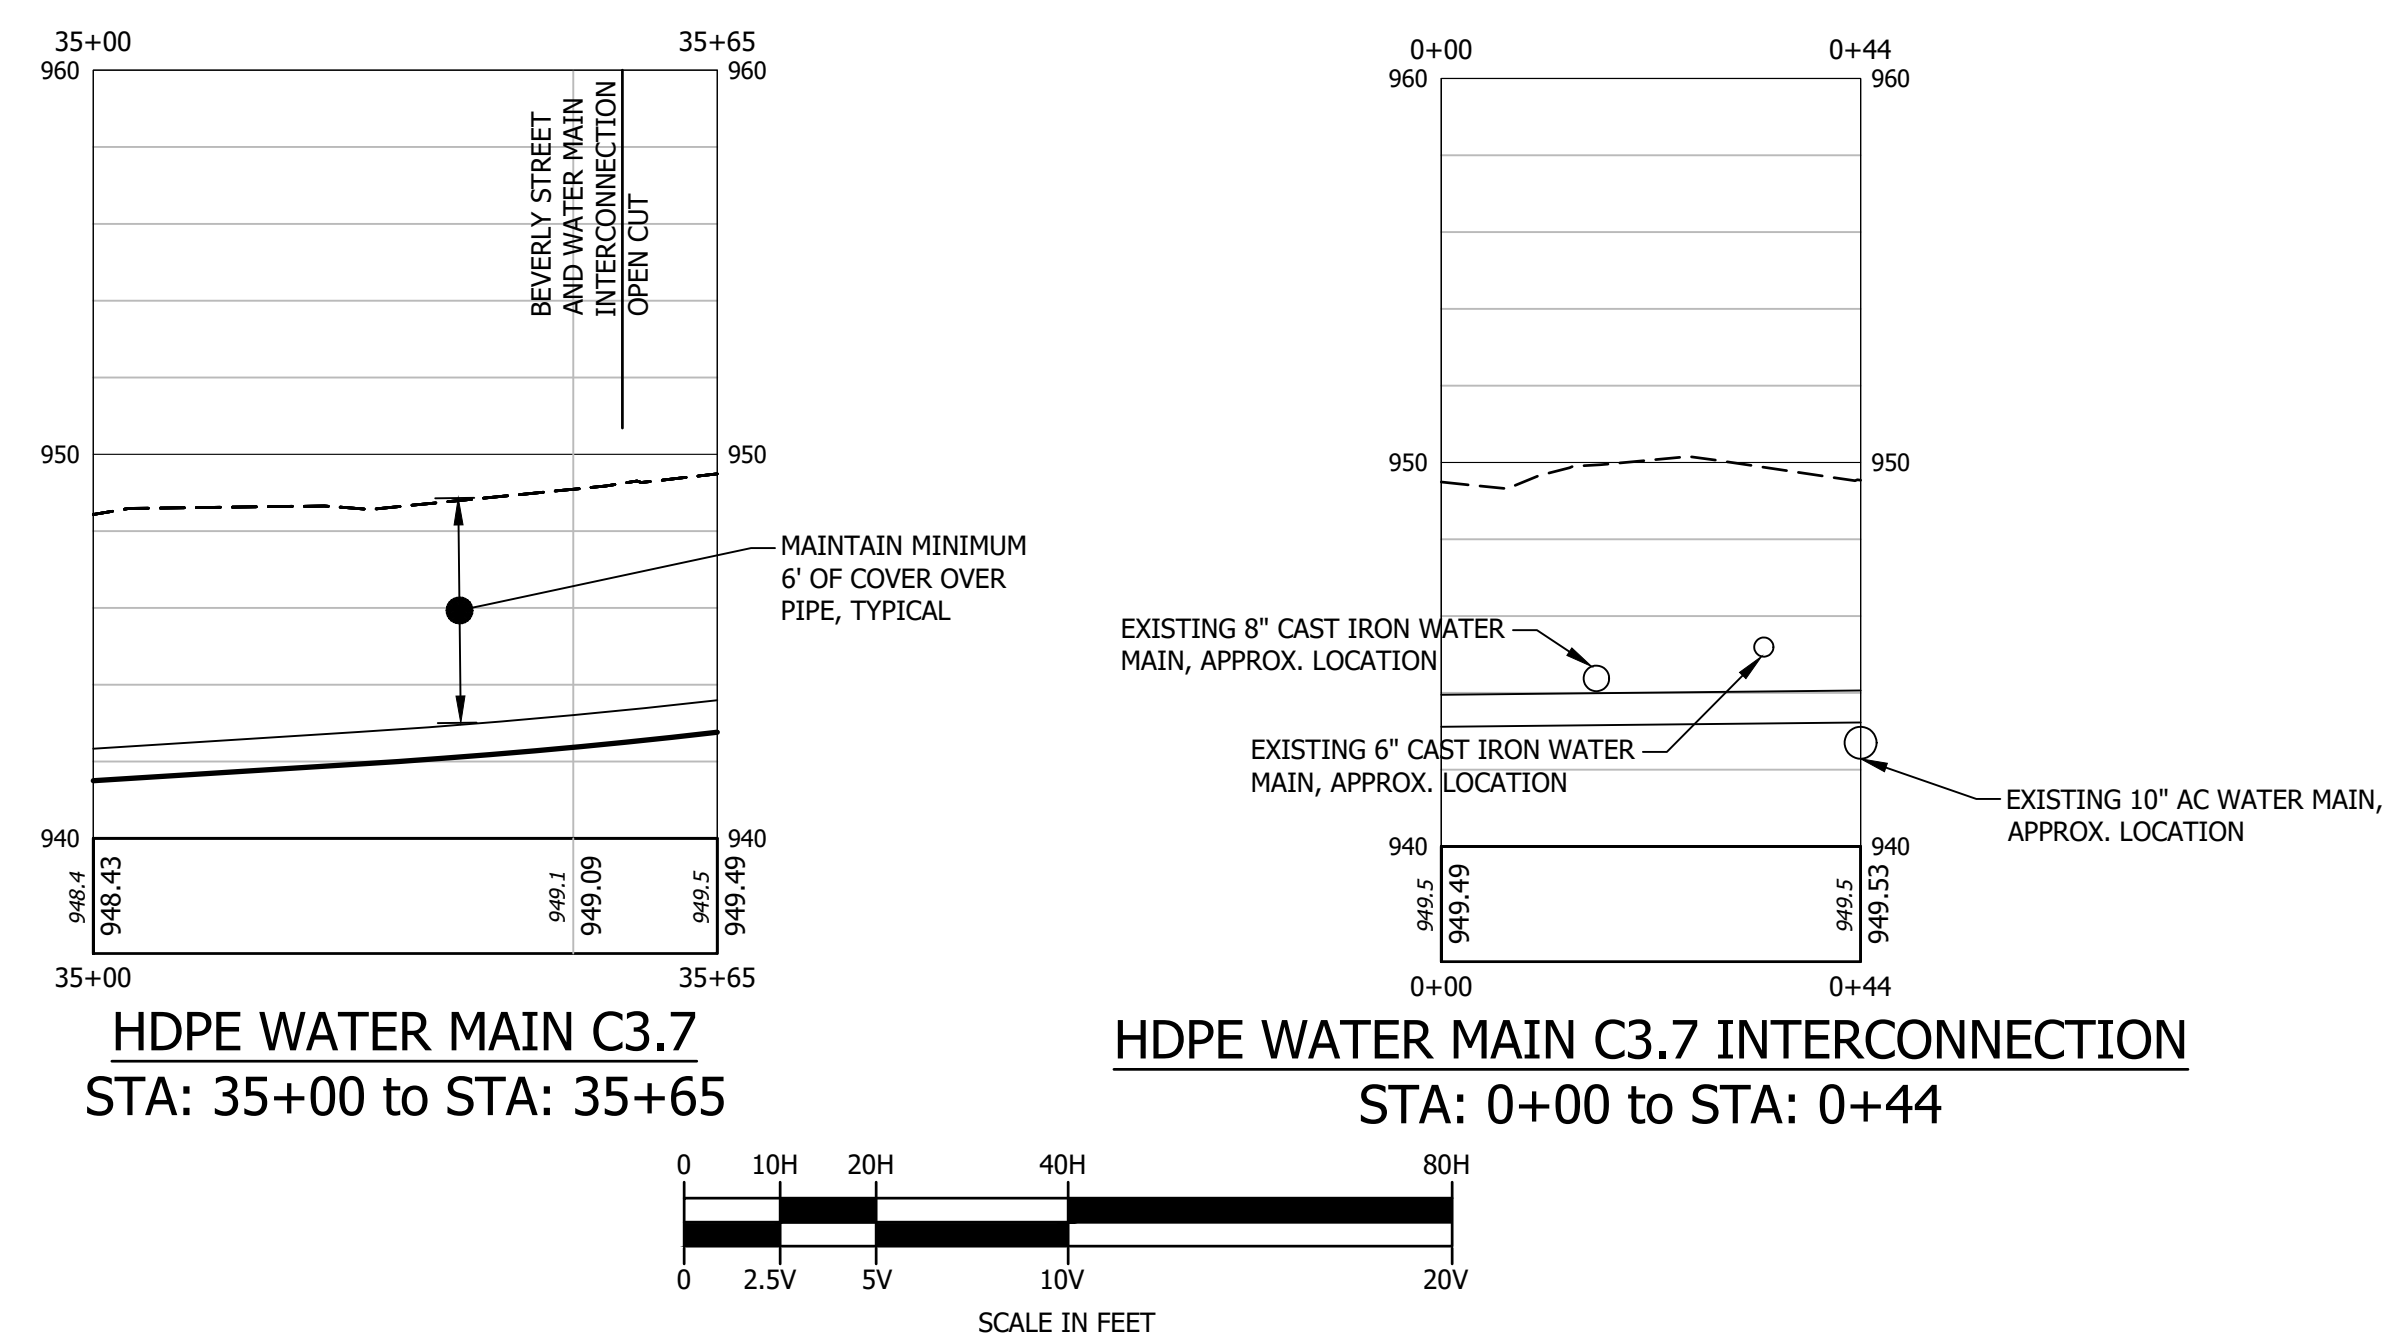 35+00
35+65
960
960
BEVERLY STREET
AND WATER MAIN
INTERCONNECTION
OPEN CUT
950
950
MAINTAIN MINIMUM
6' OF COVER OVER
PIPE, TYPICAL
940
940
948.4
948.43
949.1
949.09
949.5
949.49
35+00
35+65
HDPE WATER MAIN C3.7
STA: 35+00 to STA: 35+65
0+00
0+44
960
960
950
950
EXISTING 8" CAST IRON WATER
MAIN, APPROX. LOCATION
EXISTING 6" CAST IRON WATER
MAIN, APPROX. LOCATION
EXISTING 10" AC WATER MAIN,
APPROX. LOCATION
940
940
949.5
949.49
949.5
949.53
0+00
0+44
HDPE WATER MAIN C3.7 INTERCONNECTION
STA: 0+00 to STA: 0+44
0 10H 20H 40H 80H
0 2.5V 5V 10V 20V
SCALE IN FEET